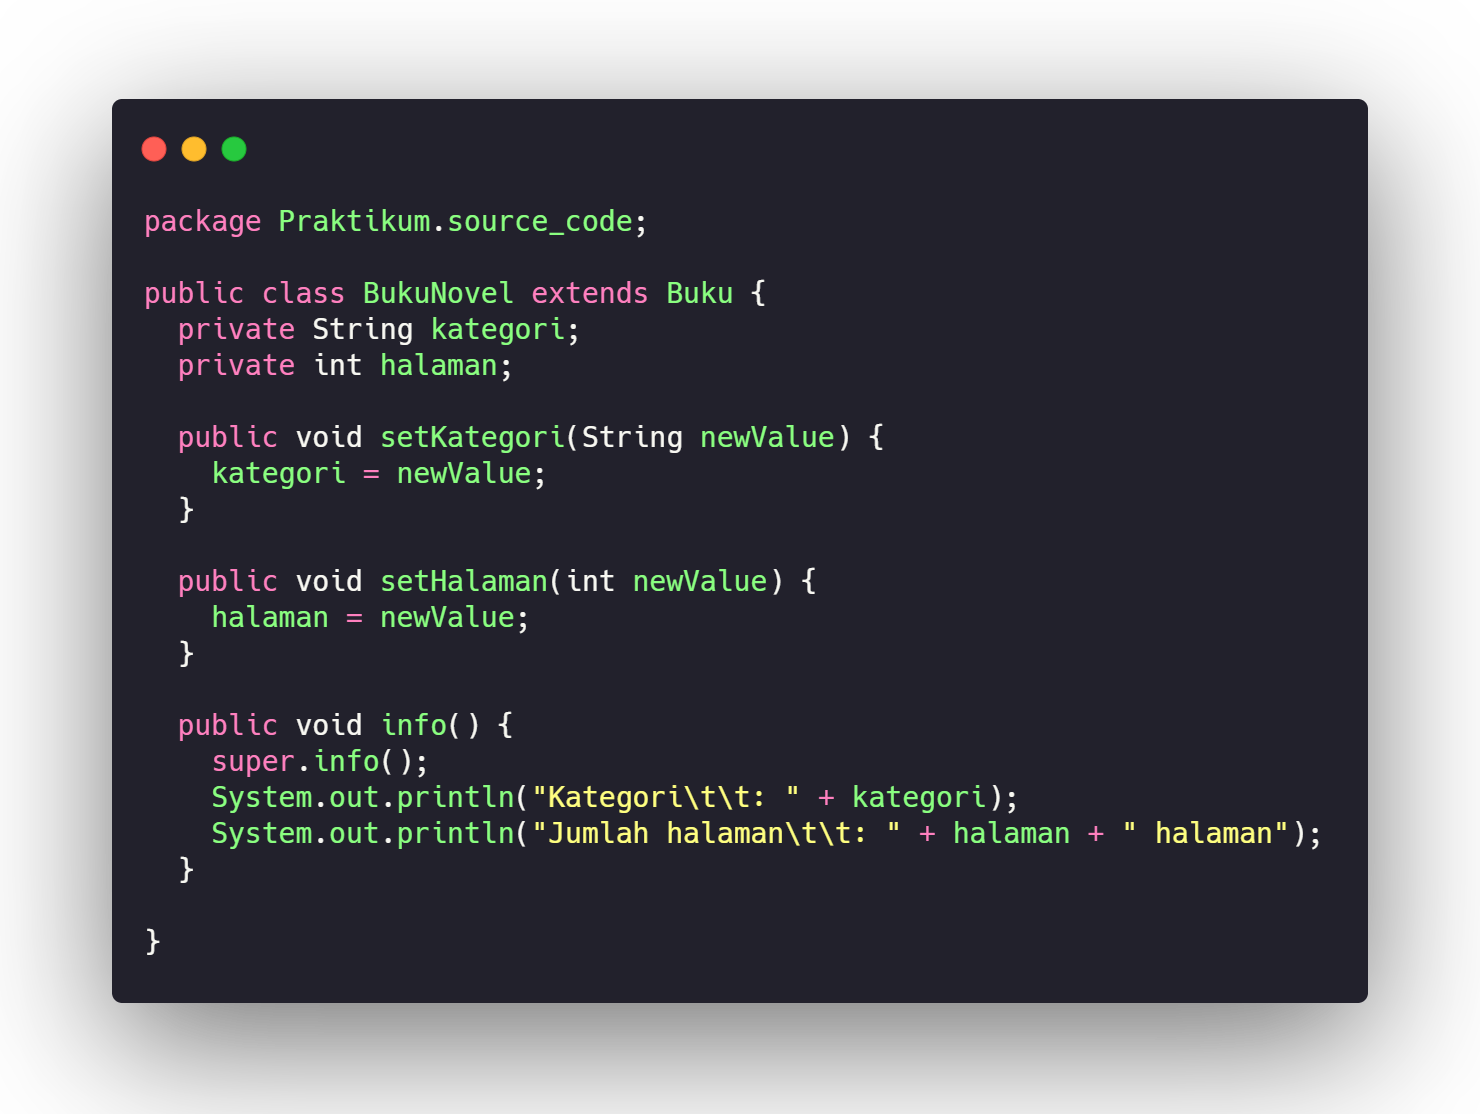 package Praktikum.source_code;

public class BukuNovel extends Buku {
  private String kategori;
  private int halaman;

  public void setKategori(String newValue) {
    kategori = newValue;
  }

  public void setHalaman(int newValue) {
    halaman = newValue;
  }

  public void info() {
    super.info();
    System.out.println("Kategori\t\t: " + kategori);
    System.out.println("Jumlah halaman\t\t: " + halaman + " halaman");
  }

}